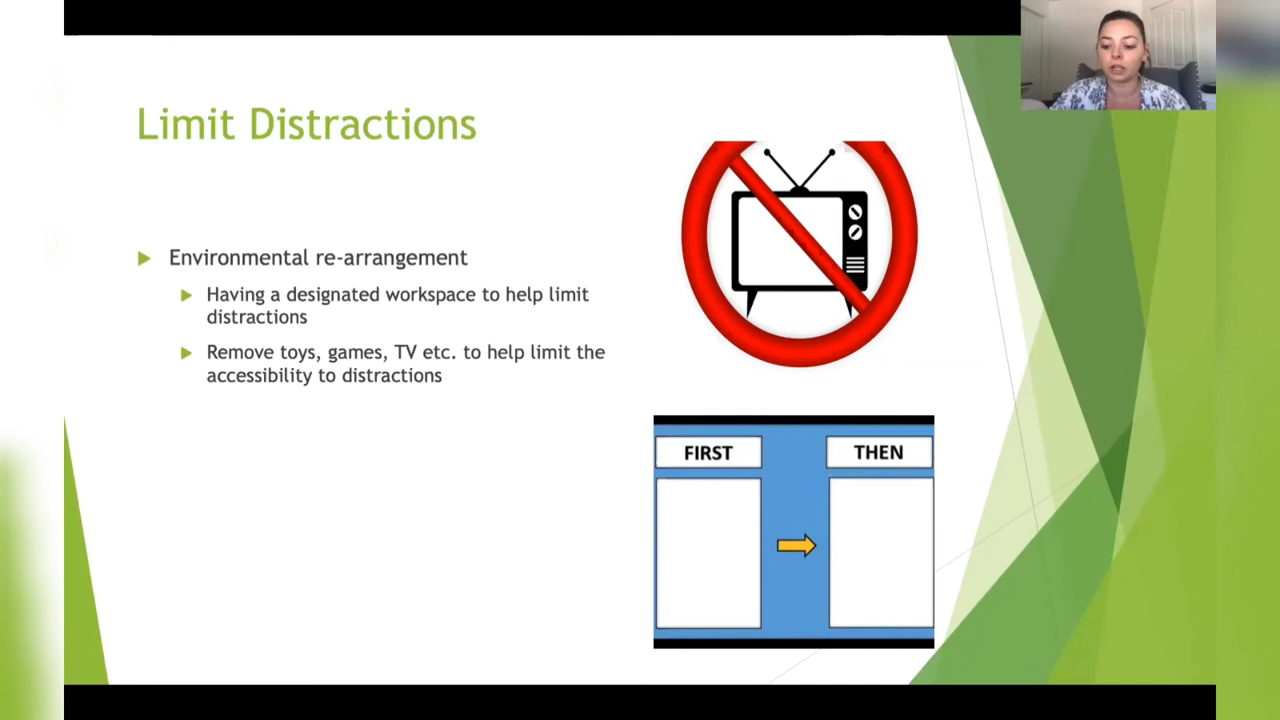 Limit Distractions
Environmental re-arrangement
Having a designated workspace to help limit
distractions
Remove toys, games, TV etc. to help limit the
accessibility to distractions
FIRST
THEN